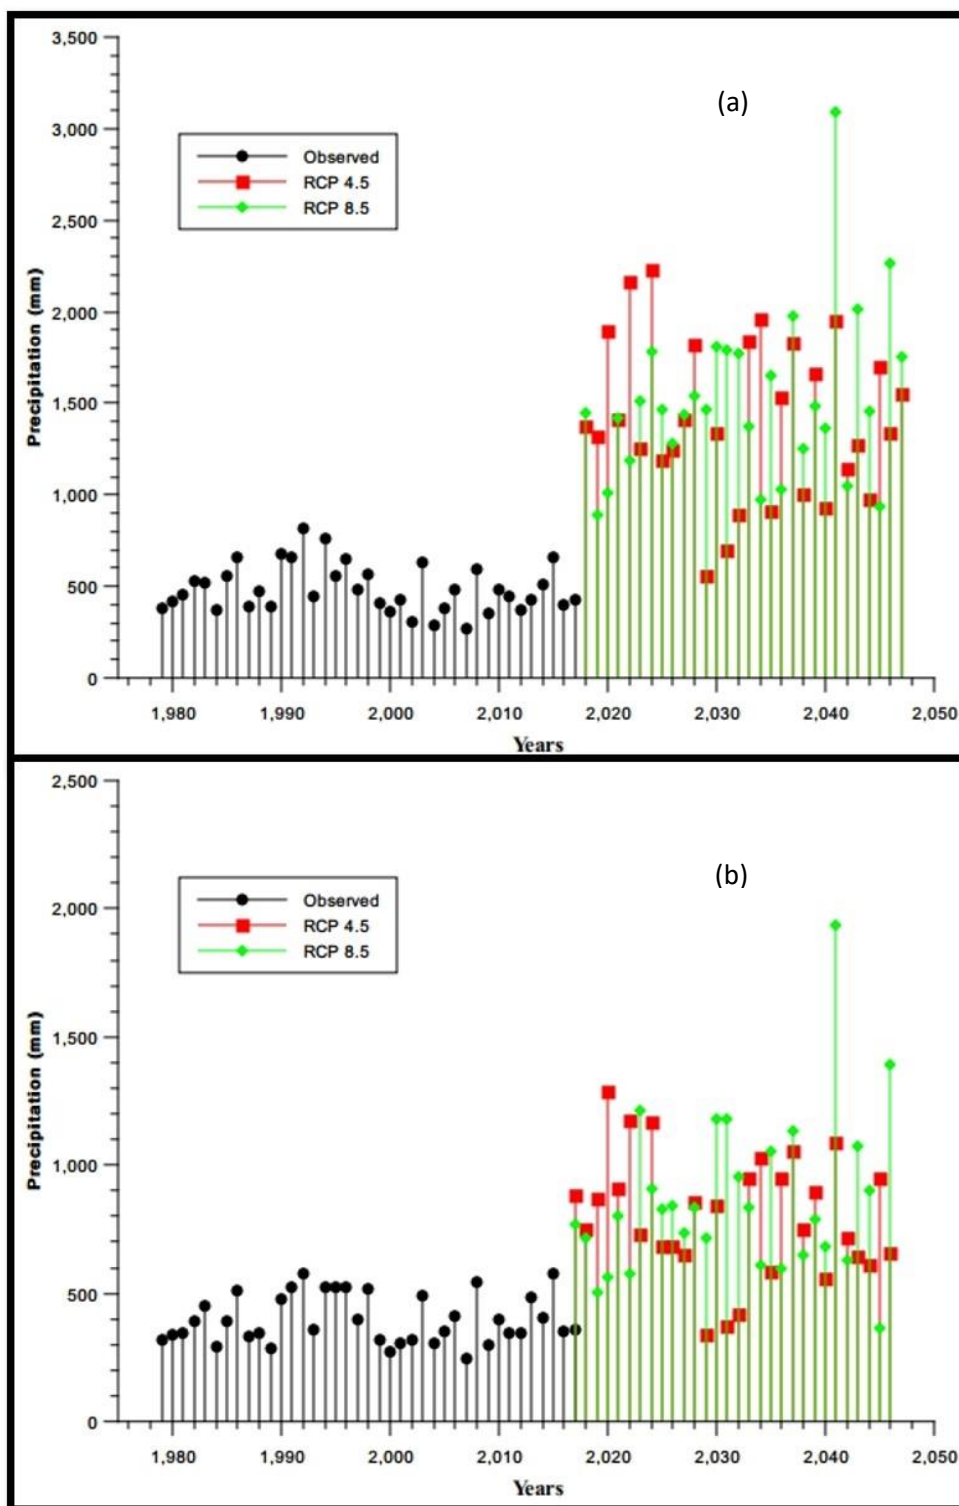 3,500
(a)
3,000
Observed
RCP 4.5
RCP 8.5
2,500
2,000
1,500
1,000
500
0
Precipitation (mm)
1,980 1,990 2,000 2,010 2,020 2,030 2,040 2,050
Years
2,500
(b)
Observed
RCP 4.5
RCP 8.5
2,000
1,500
1,000
500
0
Precipitation (mm)
1,980 1,990 2,000 2,010 2,020 2,030 2,040 2,050
Years